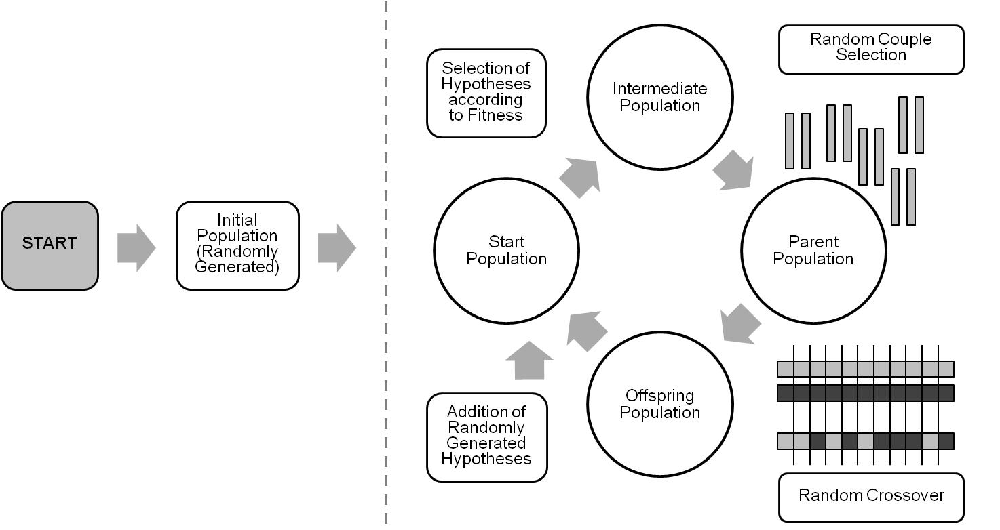 START
Initial
Population
(Randomly
Generated)
Selection of
Hypotheses
according
to Fitness
Intermediate
Population
Random Couple
Selection
Start
Population
Parent
Population
Addition of
Randomly
Generated
Hypotheses
Offspring
Population
Random Crossover